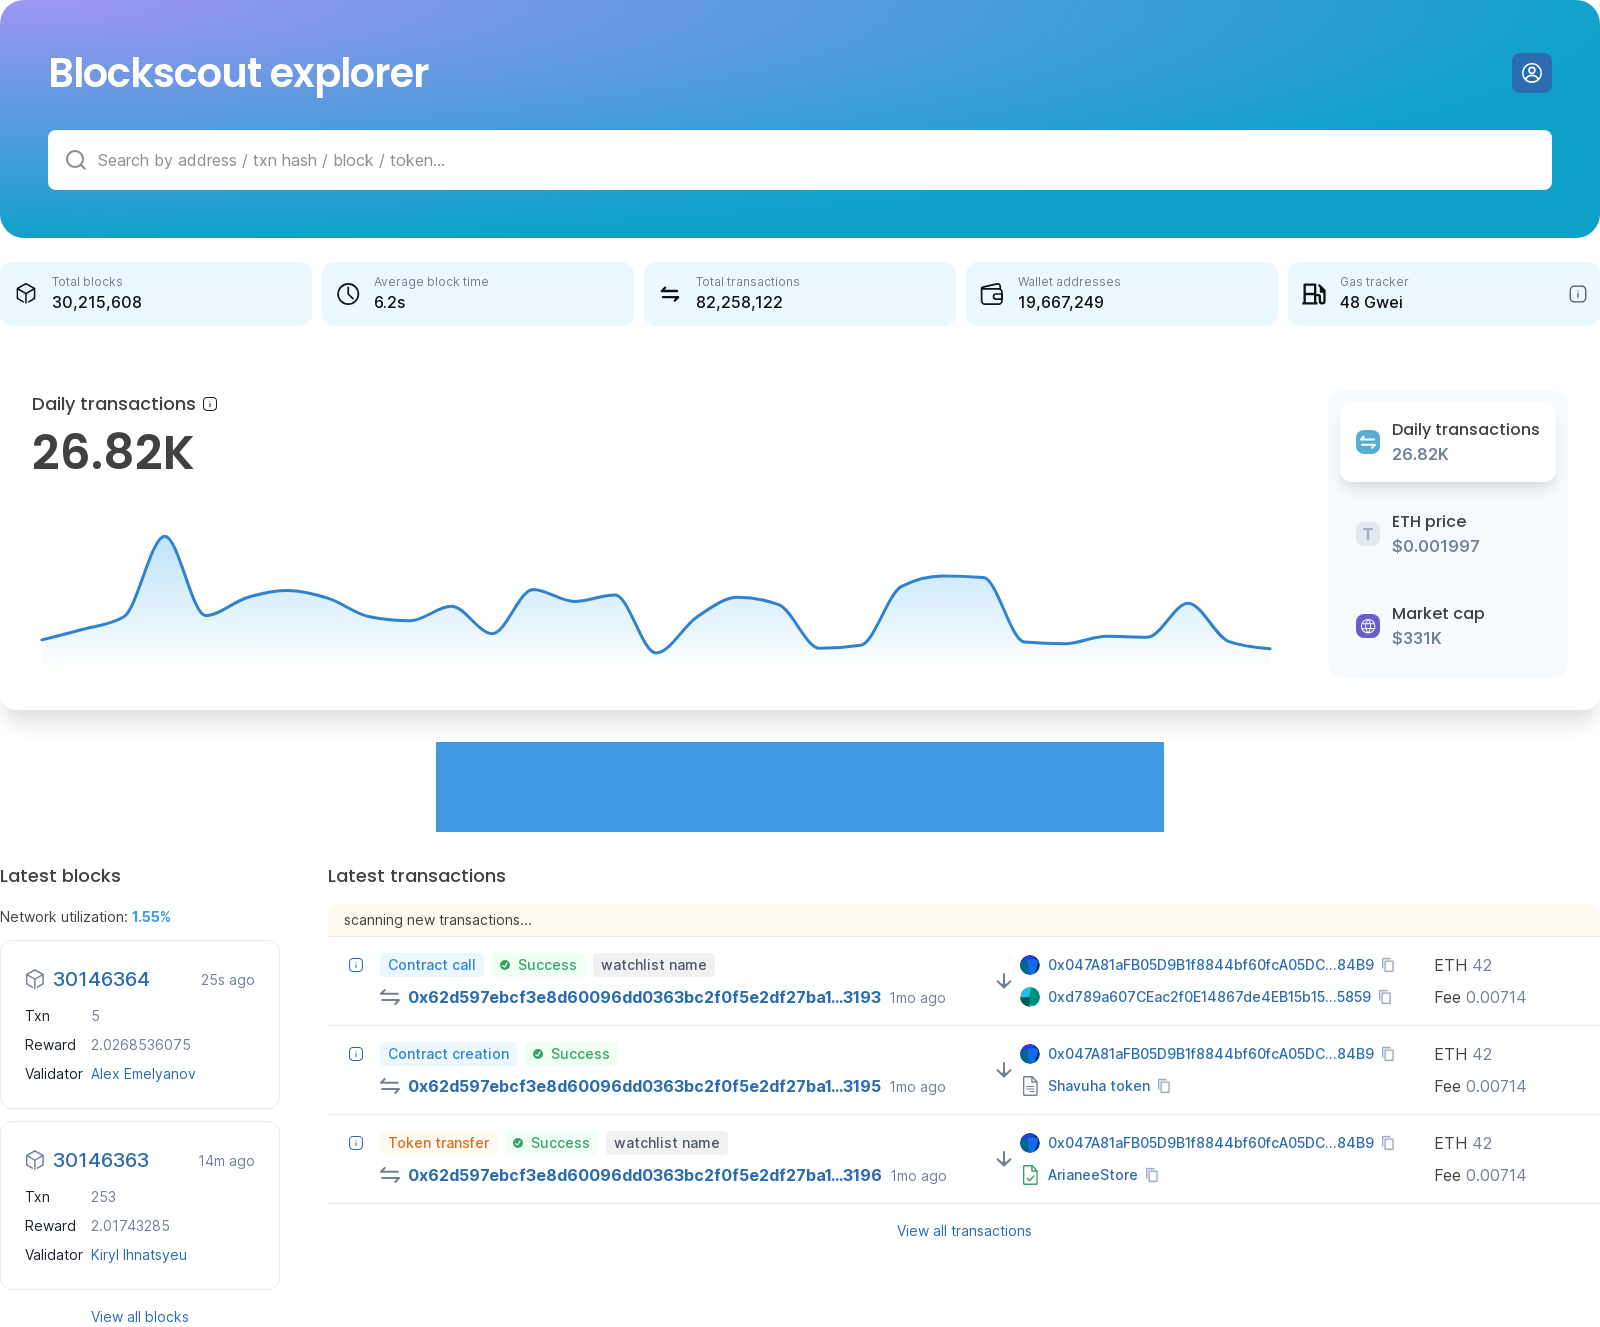 Blockscout explorer
Search by address / txn hash / block / token...
Total blocks
30,215,608
Average block time
6.2s
Total transactions
82,258,122
Wallet addresses
19,667,249
Gas tracker
48 Gwei
Daily transactions
26.82K
Daily transactions
26.82K
T
ETH price
$0.001997
Market cap
$331K
Latest blocks
Network utilization: 1.55%
30146364 25s ago
Txn 5
Reward 2.0268536075
Validator Alex Emelyanov
30146363 14m ago
Txn 253
Reward 2.01743285
Validator Kiryl Ihnatsyeu
View all blocks
Latest transactions
scanning new transactions...
Contract call Success watchlist name
0x62d597ebcf3e8d60096dd0363bc2f0f5e2df27ba1...3193 1mo ago
0x047A81aFB05D9B1f8844bf60fcA05DC...84B9
0xd789a607CEac2f0E14867de4EB15b15...5859
ETH 42
Fee 0.00714
Contract creation Success
0x62d597ebcf3e8d60096dd0363bc2f0f5e2df27ba1...3195 1mo ago
0x047A81aFB05D9B1f8844bf60fcA05DC...84B9
Shavuha token
ETH 42
Fee 0.00714
Token transfer Success watchlist name
0x62d597ebcf3e8d60096dd0363bc2f0f5e2df27ba1...3196 1mo ago
0x047A81aFB05D9B1f8844bf60fcA05DC...84B9
ArianeeStore
ETH 42
Fee 0.00714
View all transactions